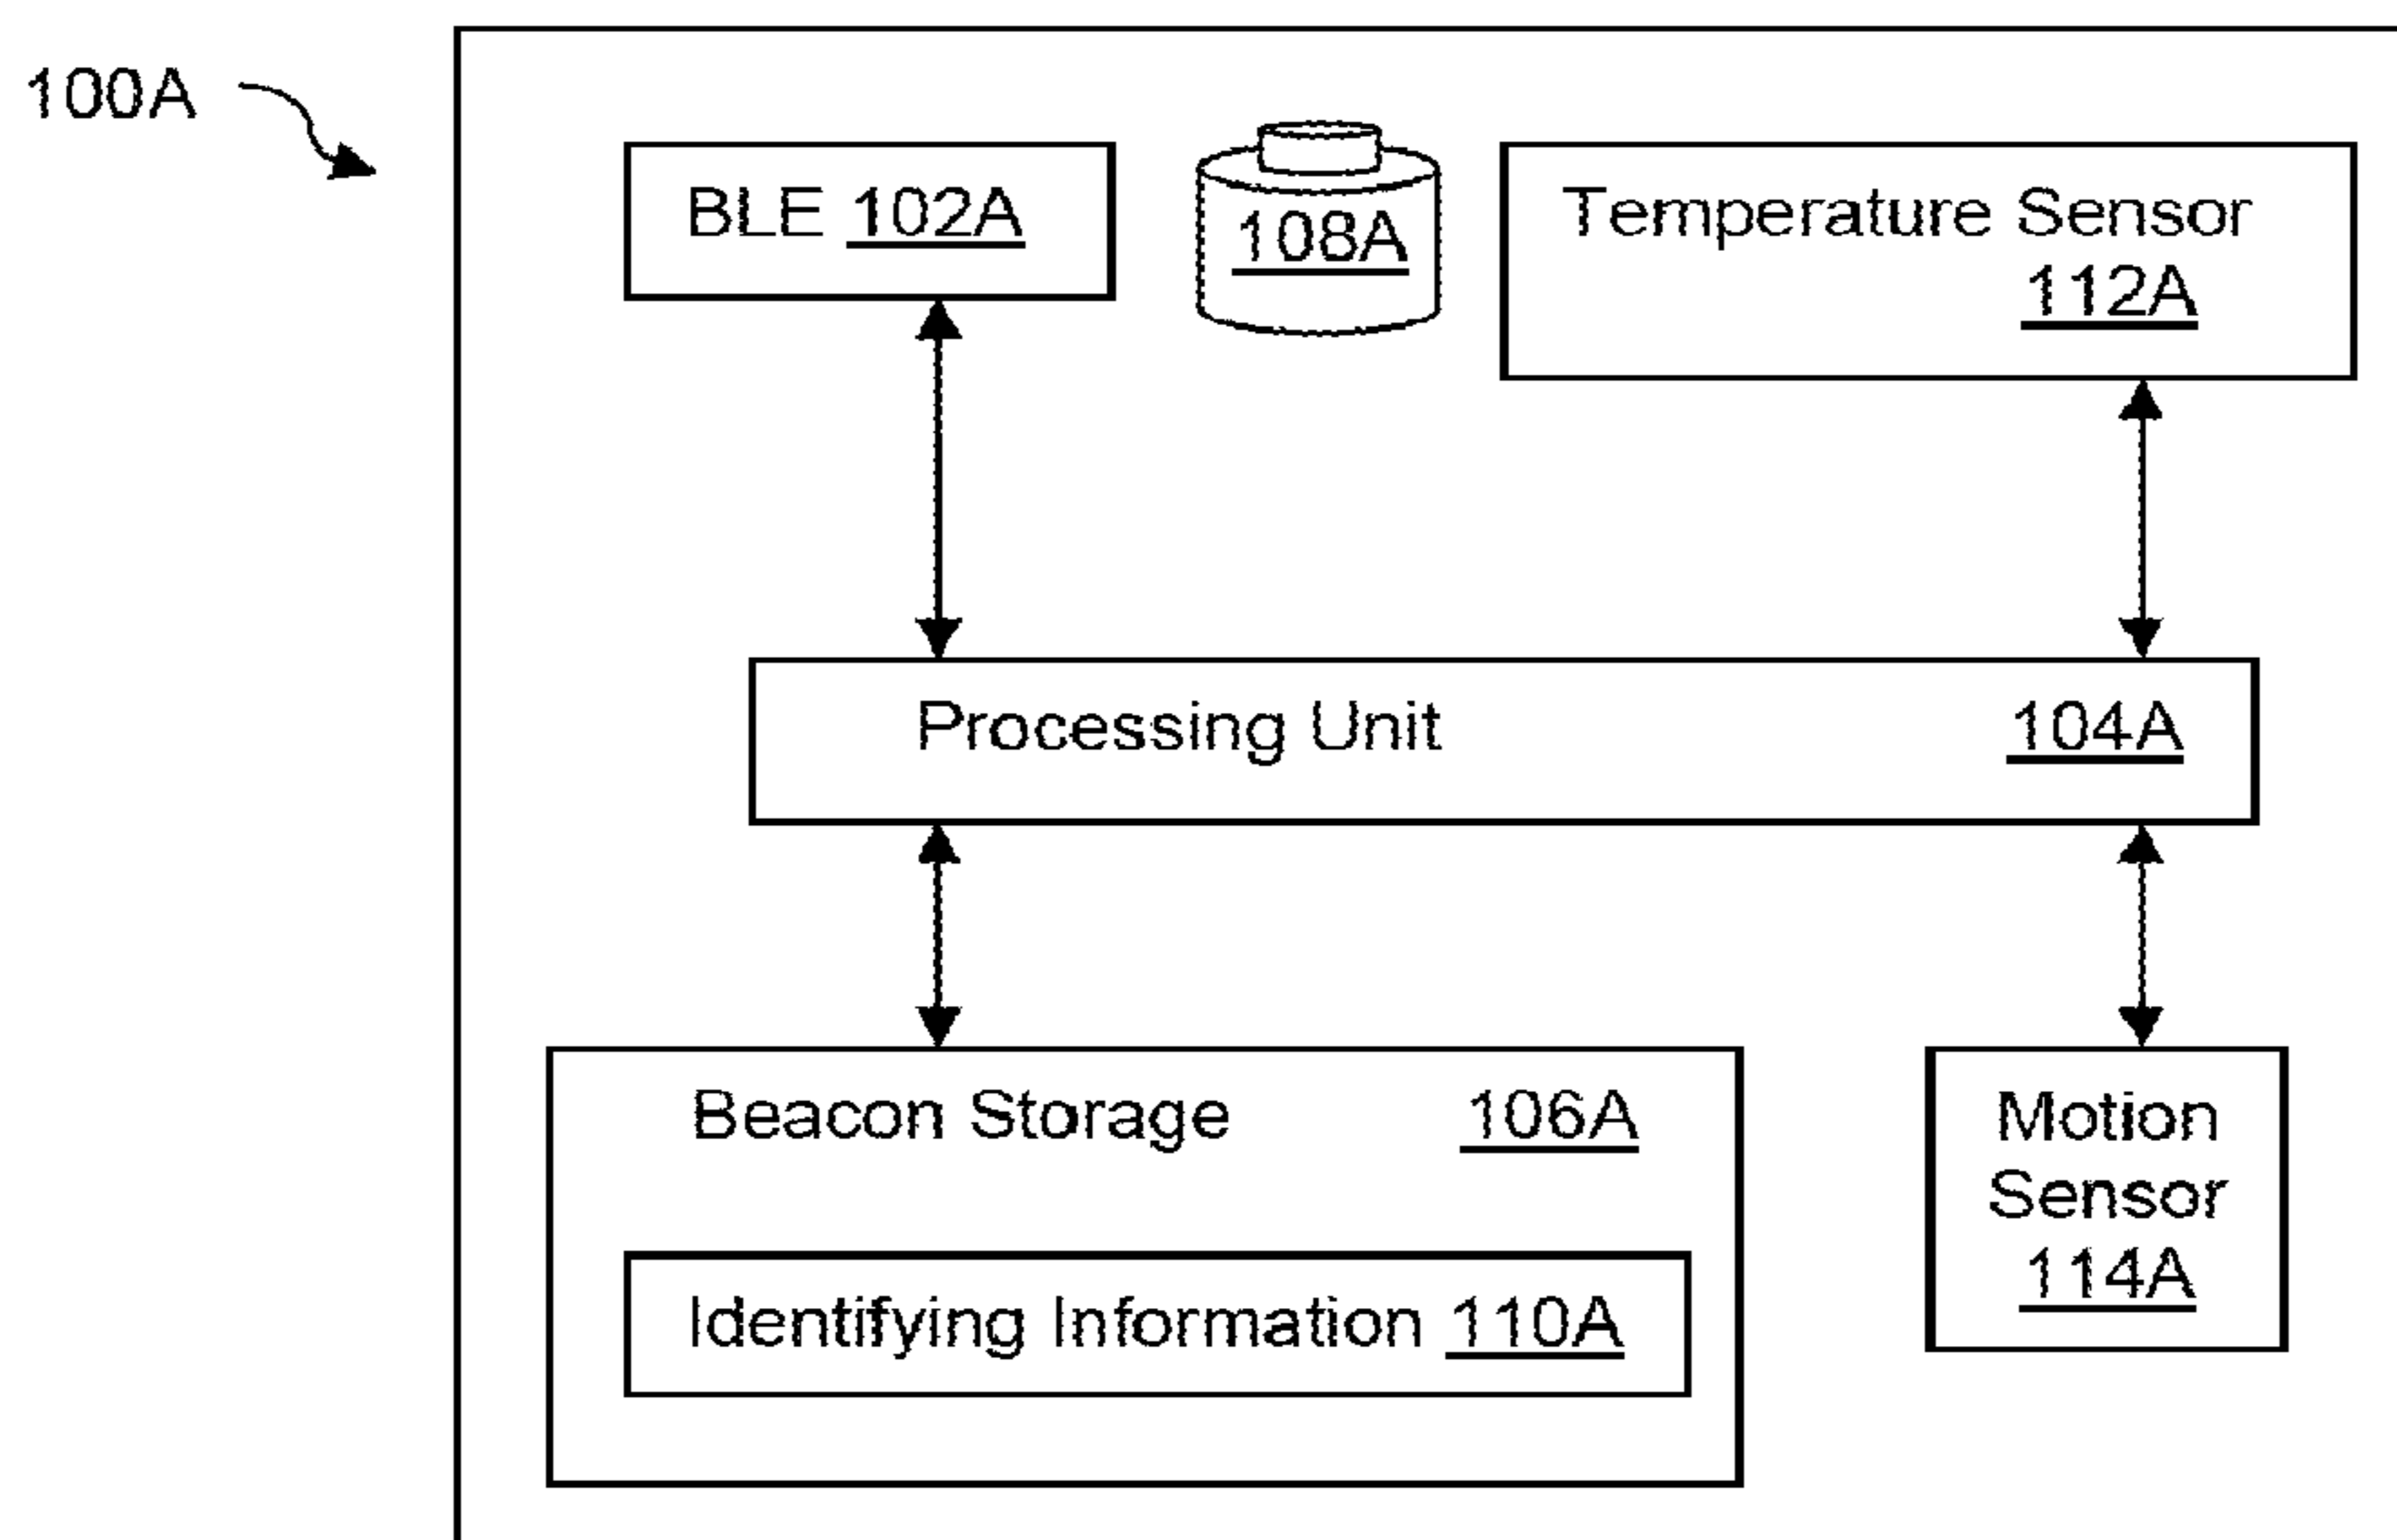 100A
BLE 102A
108A
Temperature Sensor
112A
Processing Unit 104A
Beacon Storage 106A
Identifying Information 110A
Motion
Sensor
114A